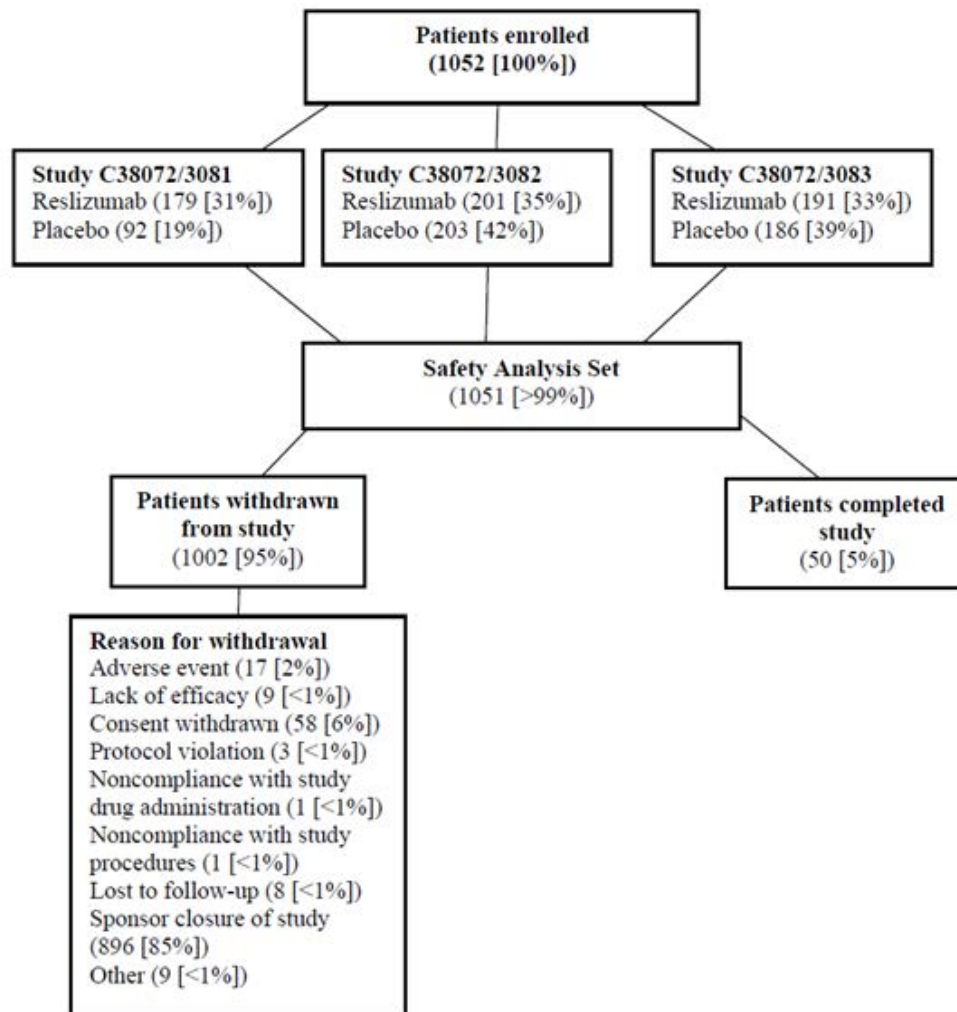 Patients enrolled
(1052 [100%])
Study C38072/3081
Reslizumab (179 [31%])
Placebo (92 [19%])
Study C38072/3082
Reslizumab (201 [35%])
Placebo (203 [42%])
Study C38072/3083
Reslizumab (191 [33%])
Placebo (186 [39%])
Safety Analysis Set
(1051 [>99%])
Patients withdrawn
from study
(1002 [95%])
Patients completed
study
(50 [5%])
Reason for withdrawal
Adverse event (17 [2%])
Lack of efficacy (9 [<1%])
Consent withdrawn (58 [6%])
Protocol violation (3 [<1%])
Noncompliance with study
drug administration (1 [<1%])
Noncompliance with study
procedures (1 [<1%])
Lost to follow-up (8 [<1%])
Sponsor closure of study
(896 [85%])
Other (9 [<1%])